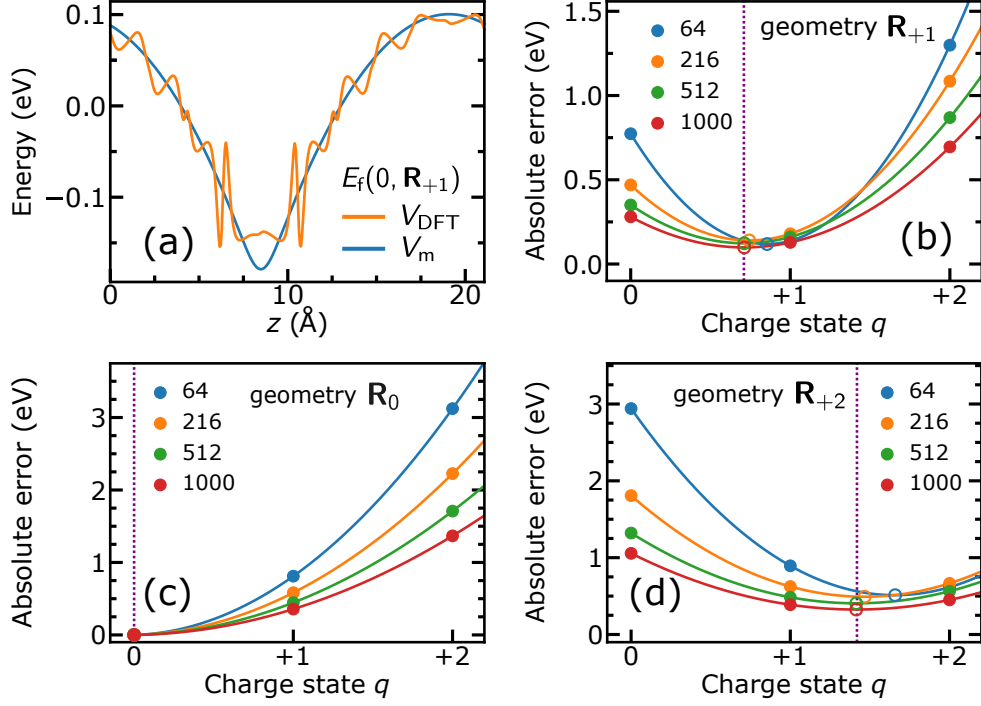 0.1
0.0
−0.1
Energy (eV)
E_f(0, R_{+1})
V_DFT
V_m
(a)
0
10
20
z (Å)
1.5
1.0
0.5
0.0
Absolute error (eV)
64
216
512
1000
geometry R_{+1}
(b)
0
+1
+2
Charge state q
3
2
1
0
Absolute error (eV)
64
216
512
1000
geometry R_0
(c)
0
+1
+2
Charge state q
3
2
1
0
Absolute error (eV)
geometry R_{+2}
64
216
512
1000
(d)
0
+1
+2
Charge state q